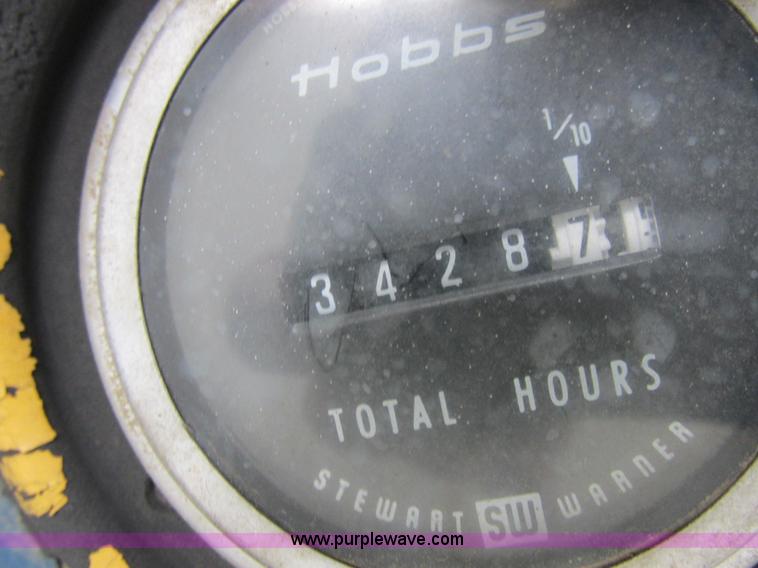 Hobbs
1/10
3 4 2 8 7
TOTAL HOURS
STEWART SW WARNER
www.purplewave.com